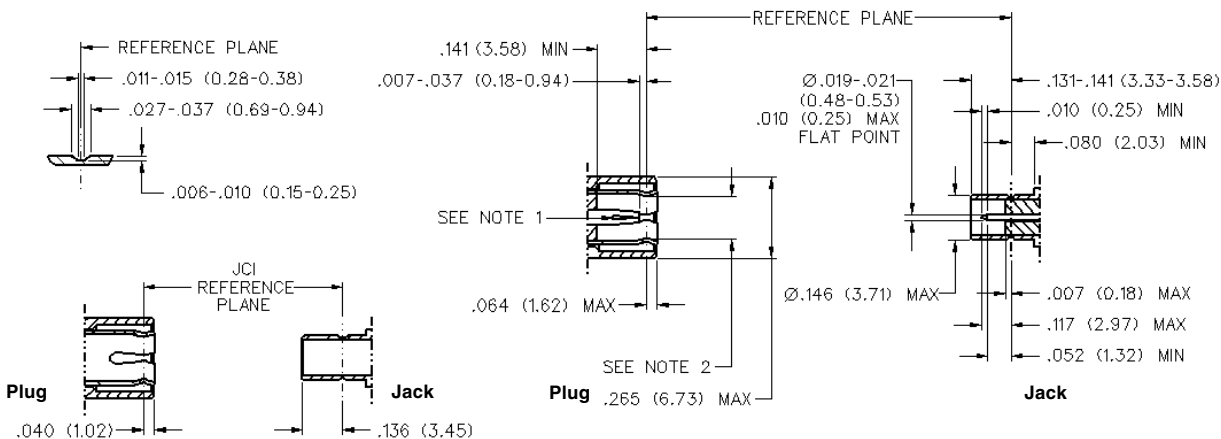 REFERENCE PLANE
REFERENCE PLANE
.141 (3.58) MIN
.011-.015 (0.28-0.38)
.007-.037 (0.18-0.94)
.027-.037 (0.69-0.94)
.006-.010 (0.15-0.25)
Ø.019-.021
(0.48-0.53)
.010 (0.25) MAX
FLAT POINT
.131-.141 (3.33-3.58)
.010 (0.25) MIN
.080 (2.03) MIN
SEE NOTE 1
JCI
REFERENCE
PLANE
.064 (1.62) MAX
Ø.146 (3.71) MAX
.007 (0.18) MAX
.117 (2.97) MAX
.052 (1.32) MIN
SEE NOTE 2
Plug
Jack
Plug
.265 (6.73) MAX
Jack
.040 (1.02)
.136 (3.45)